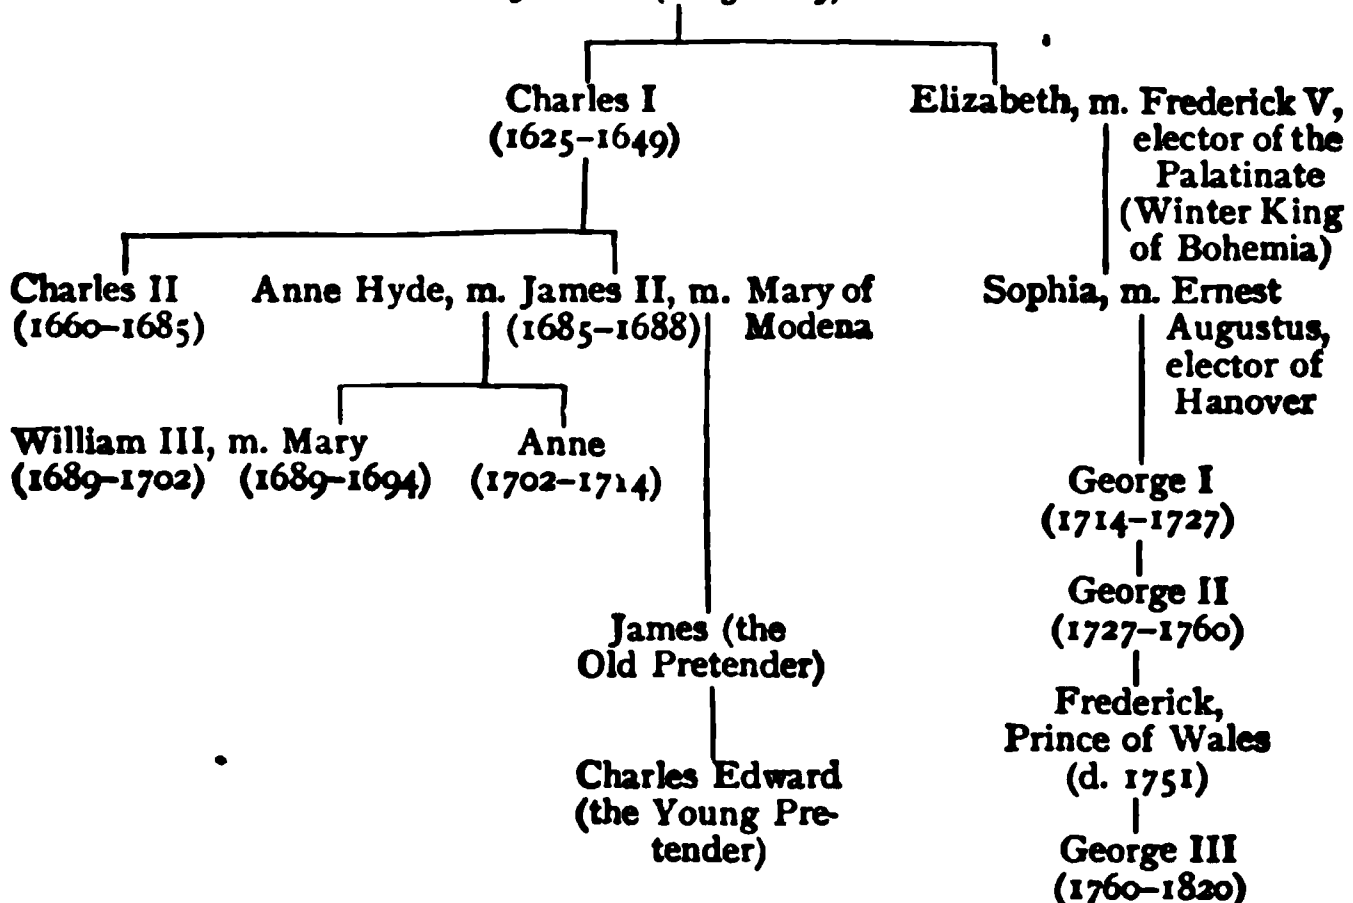 Charles I
(1625–1649)
Elizabeth, m. Frederick V,
elector of the
Palatinate
(Winter King
of Bohemia)
Charles II
(1660–1685)
Anne Hyde, m. James II, m. Mary of
(1685–1688) Modena
Sophia, m. Ernest
Augustus,
elector of
Hanover
William III, m. Mary
(1689–1702) (1689–1694)
Anne
(1702–1714)
George I
(1714–1727)
George II
(1727–1760)
James (the
Old Pretender)
Frederick,
Prince of Wales
(d. 1751)
Charles Edward
(the Young Pre-
tender)
George III
(1760–1820)